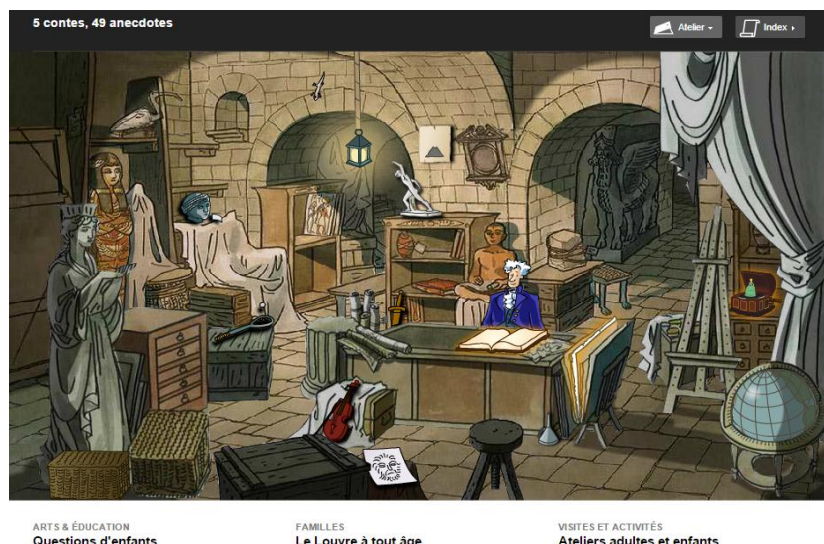 5 contes, 49 anecdotes
Atelier
Index
ARTS & ÉDUCATION
Questions d'enfants
FAMILLES
Le Louvre à tout âge
VISITES ET ACTIVITÉS
Ateliers adultes et enfants